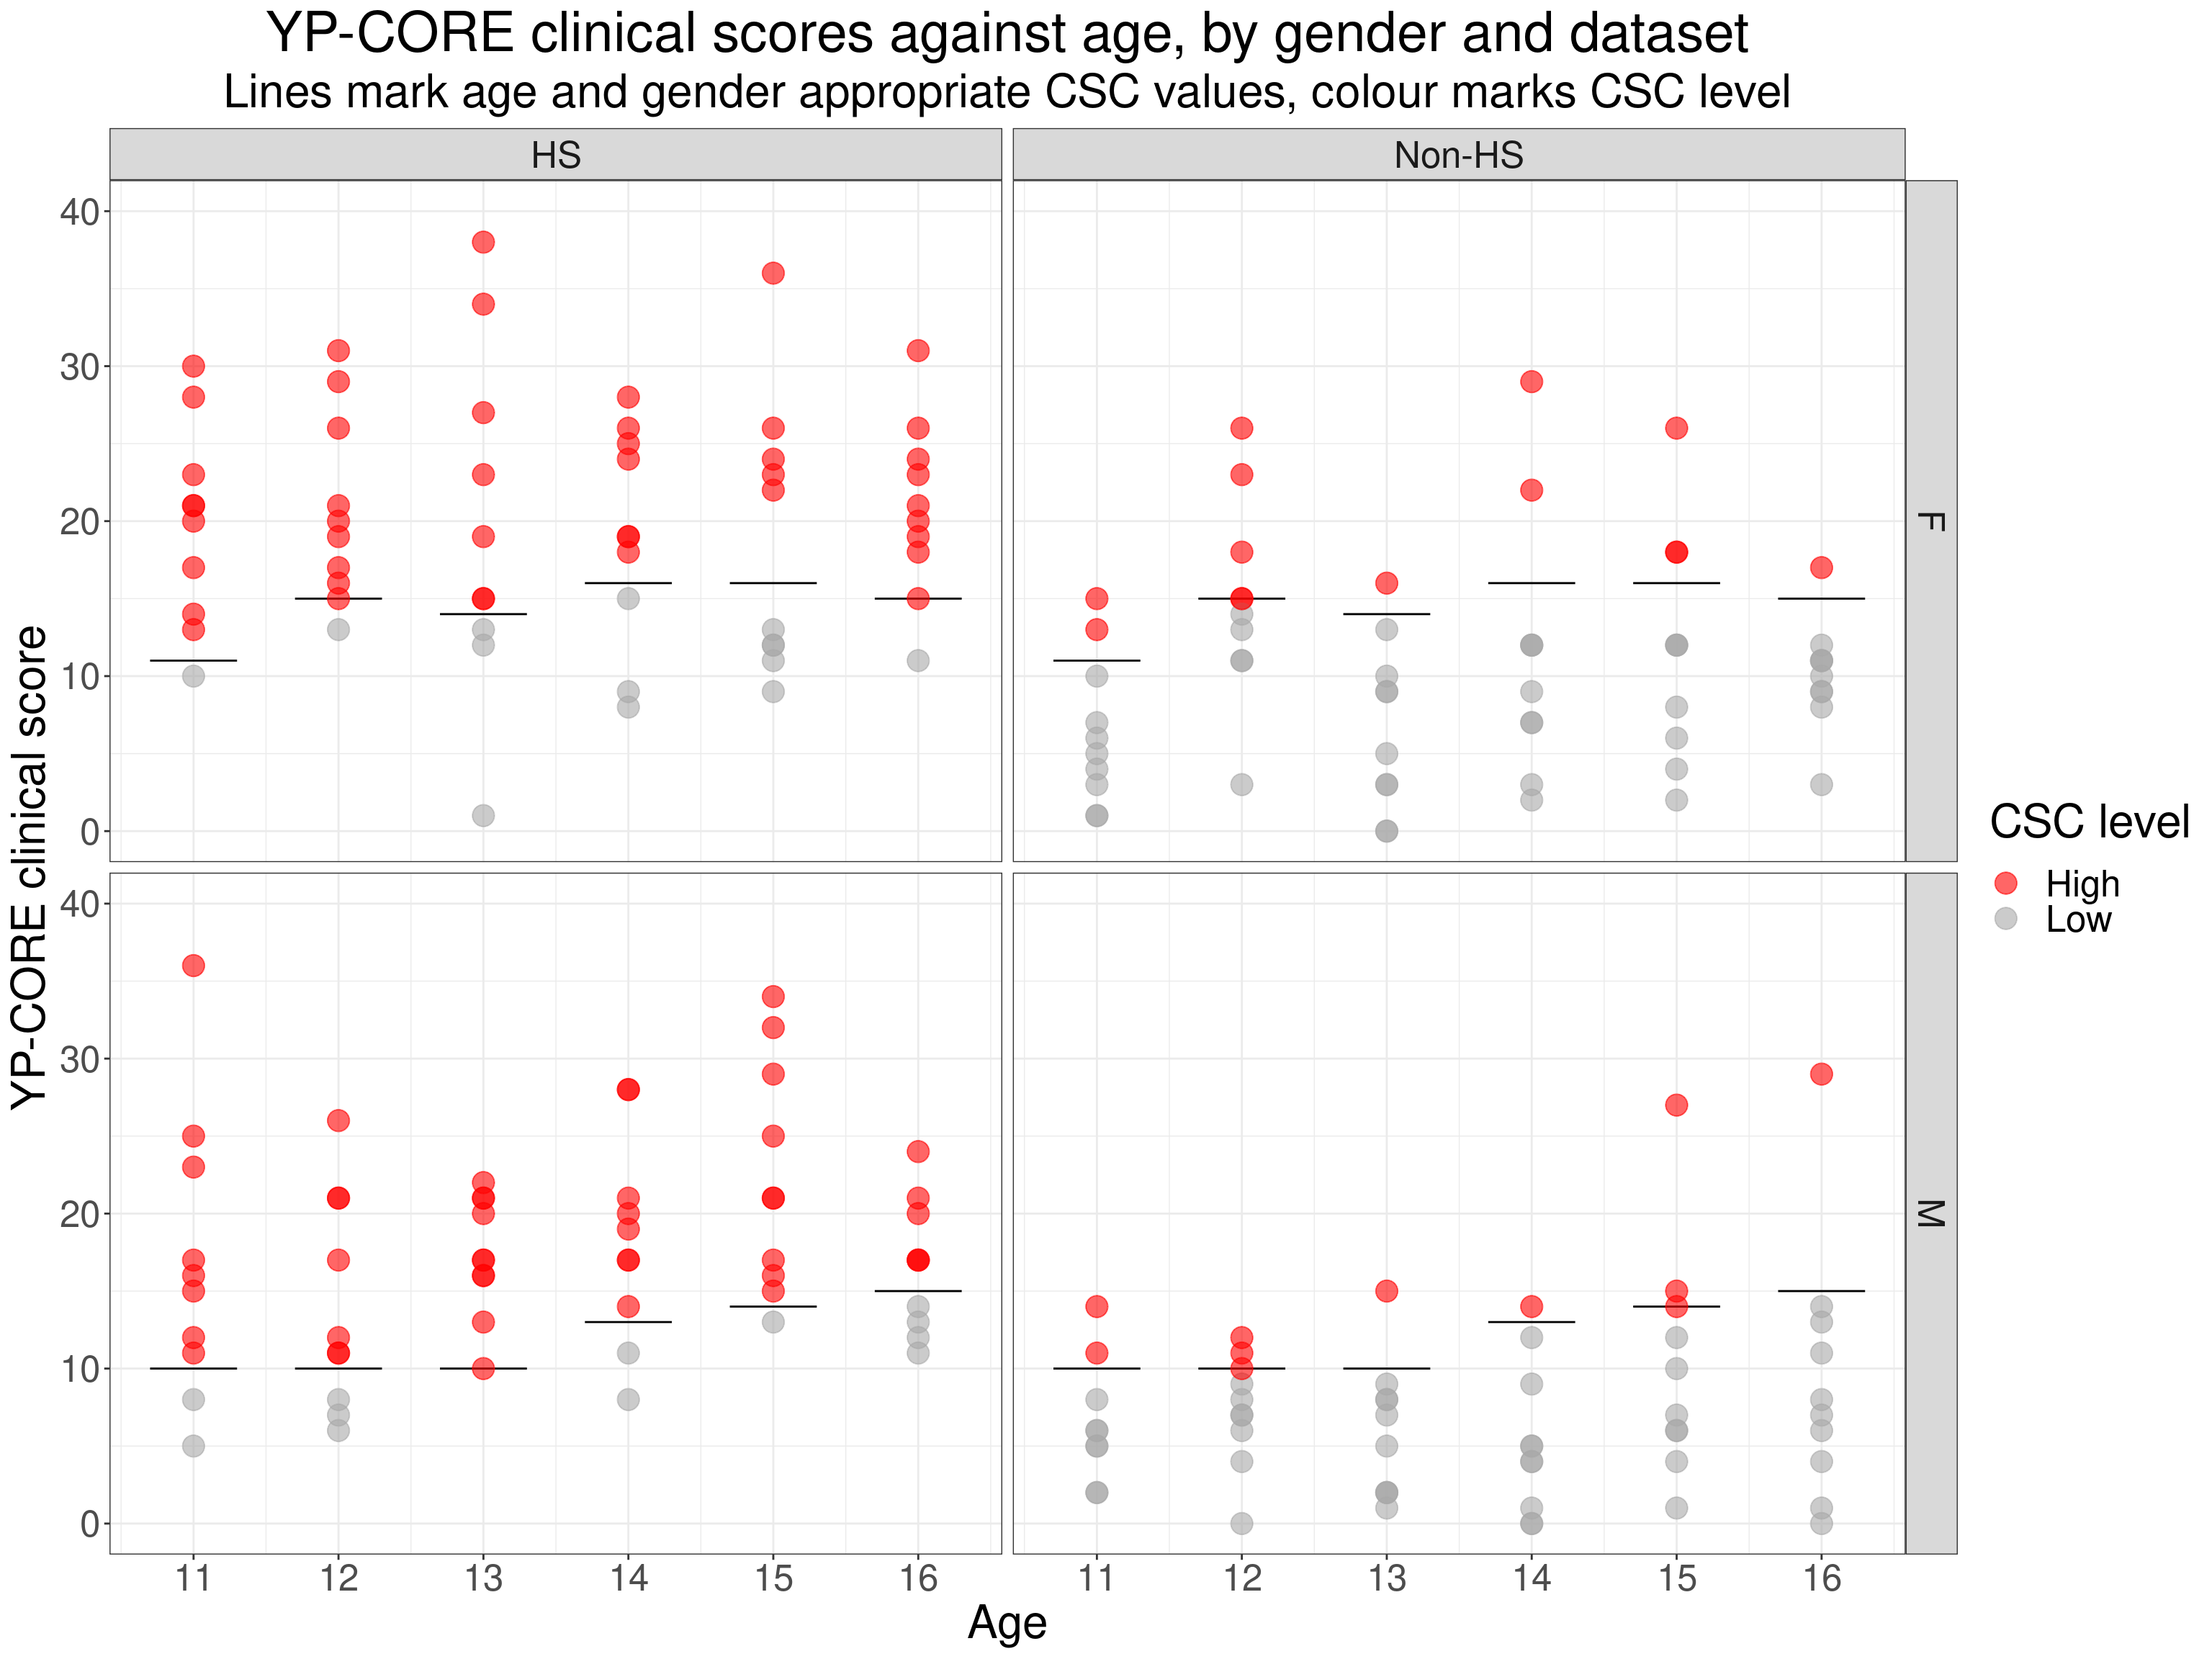 YP-CORE clinical scores against age, by gender and dataset
Lines mark age and gender appropriate CSC values, colour marks CSC level
HS
Non-HS
40
30
20
10
0
F
YP-CORE clinical score
40
30
20
10
0
M
11 12 13 14 15 16
11 12 13 14 15 16
Age
CSC level
High
Low